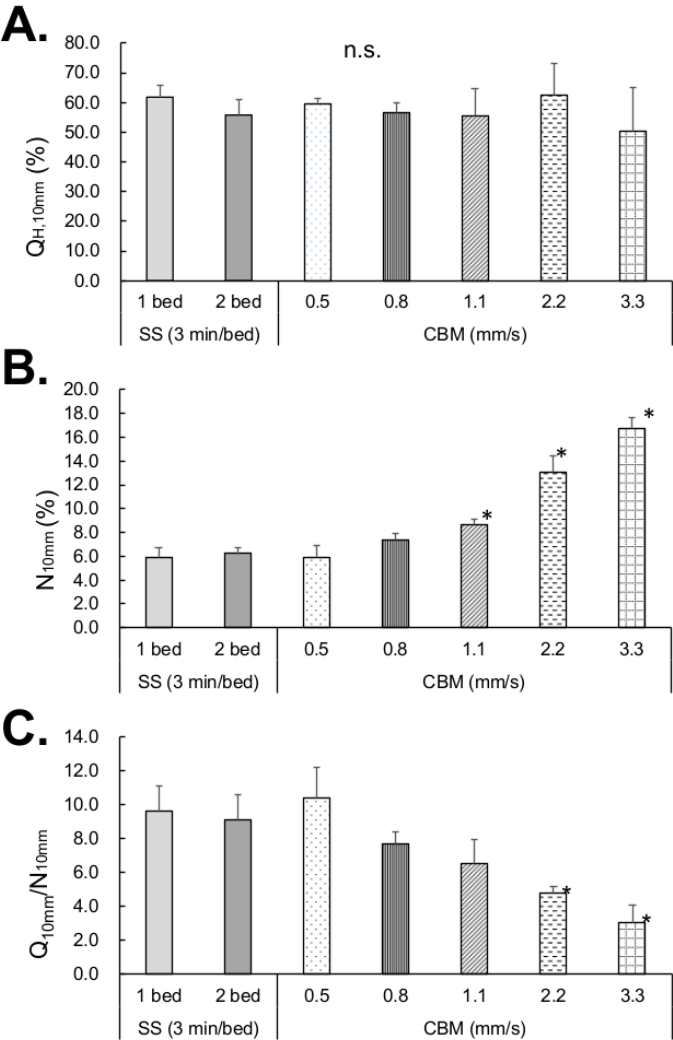 A.
n.s.
QH,10mm (%)
80.0
70.0
60.0
50.0
40.0
30.0
20.0
10.0
0.0
1 bed 2 bed 0.5 0.8 1.1 2.2 3.3
SS (3 min/bed) CBM (mm/s)
B.
N10mm (%)
20.0
18.0
16.0
14.0
12.0
10.0
8.0
6.0
4.0
2.0
0.0
* * *
1 bed 2 bed 0.5 0.8 1.1 2.2 3.3
SS (3 min/bed) CBM (mm/s)
C.
Q10mm/N10mm
14.0
12.0
10.0
8.0
6.0
4.0
2.0
0.0
* *
1 bed 2 bed 0.5 0.8 1.1 2.2 3.3
SS (3 min/bed) CBM (mm/s)